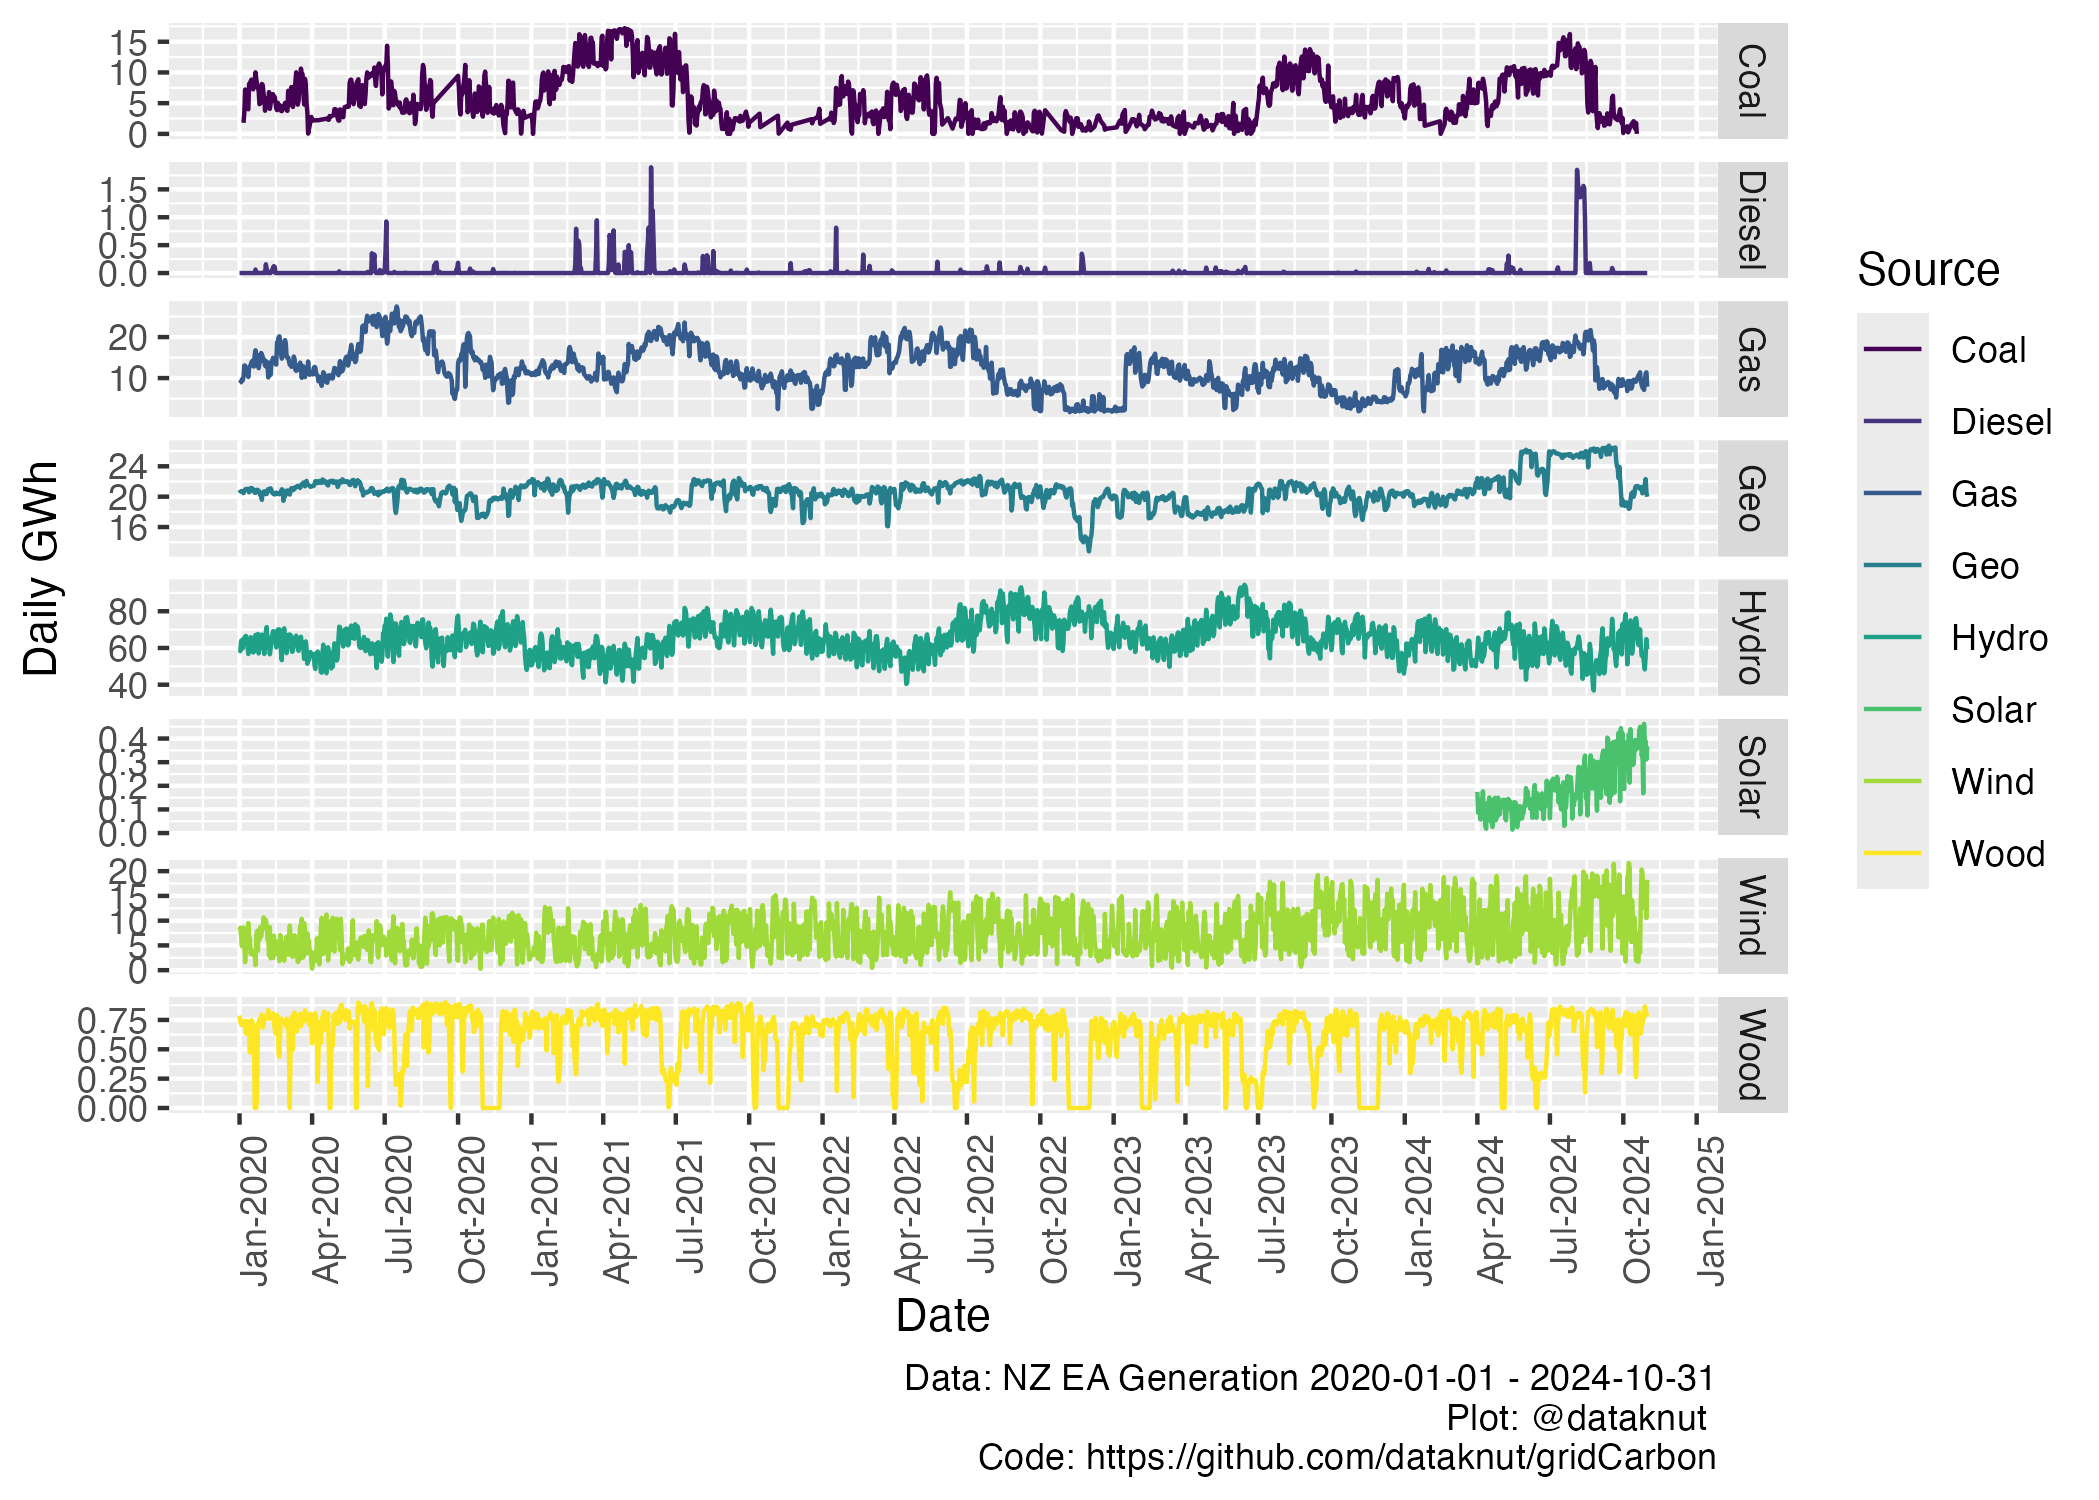 Daily GWh
15
10
5
0
Coal
1.5
1.0
0.5
0.0
Diesel
20
10
Gas
24
20
16
Geo
80
60
40
Hydro
0.4
0.3
0.2
0.1
0.0
Solar
20
15
10
5
0
Wind
0.75
0.50
0.25
0.00
Wood
Jan-2020
Apr-2020
Jul-2020
Oct-2020
Jan-2021
Apr-2021
Jul-2021
Oct-2021
Jan-2022
Apr-2022
Jul-2022
Oct-2022
Jan-2023
Apr-2023
Jul-2023
Oct-2023
Jan-2024
Apr-2024
Jul-2024
Oct-2024
Jan-2025
Date
Source
Coal
Diesel
Gas
Geo
Hydro
Solar
Wind
Wood
Data: NZ EA Generation 2020-01-01 - 2024-10-31
Plot: @dataknut
Code: https://github.com/dataknut/gridCarbon